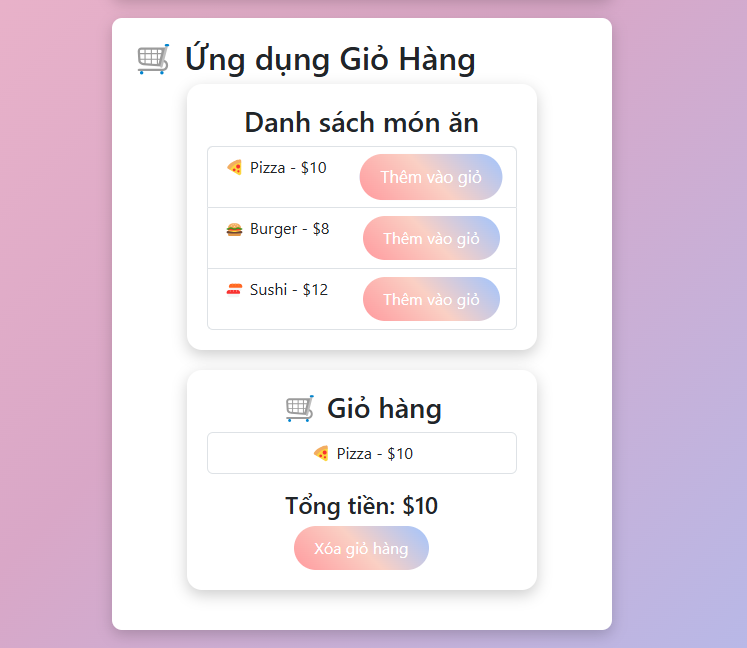 🛒 Ứng dụng Giỏ Hàng
Danh sách món ăn
🍕 Pizza - $10
Thêm vào giỏ
🍔 Burger - $8
Thêm vào giỏ
🍣 Sushi - $12
Thêm vào giỏ
🛒 Giỏ hàng
🍕 Pizza - $10
Tổng tiền: $10
Xóa giỏ hàng